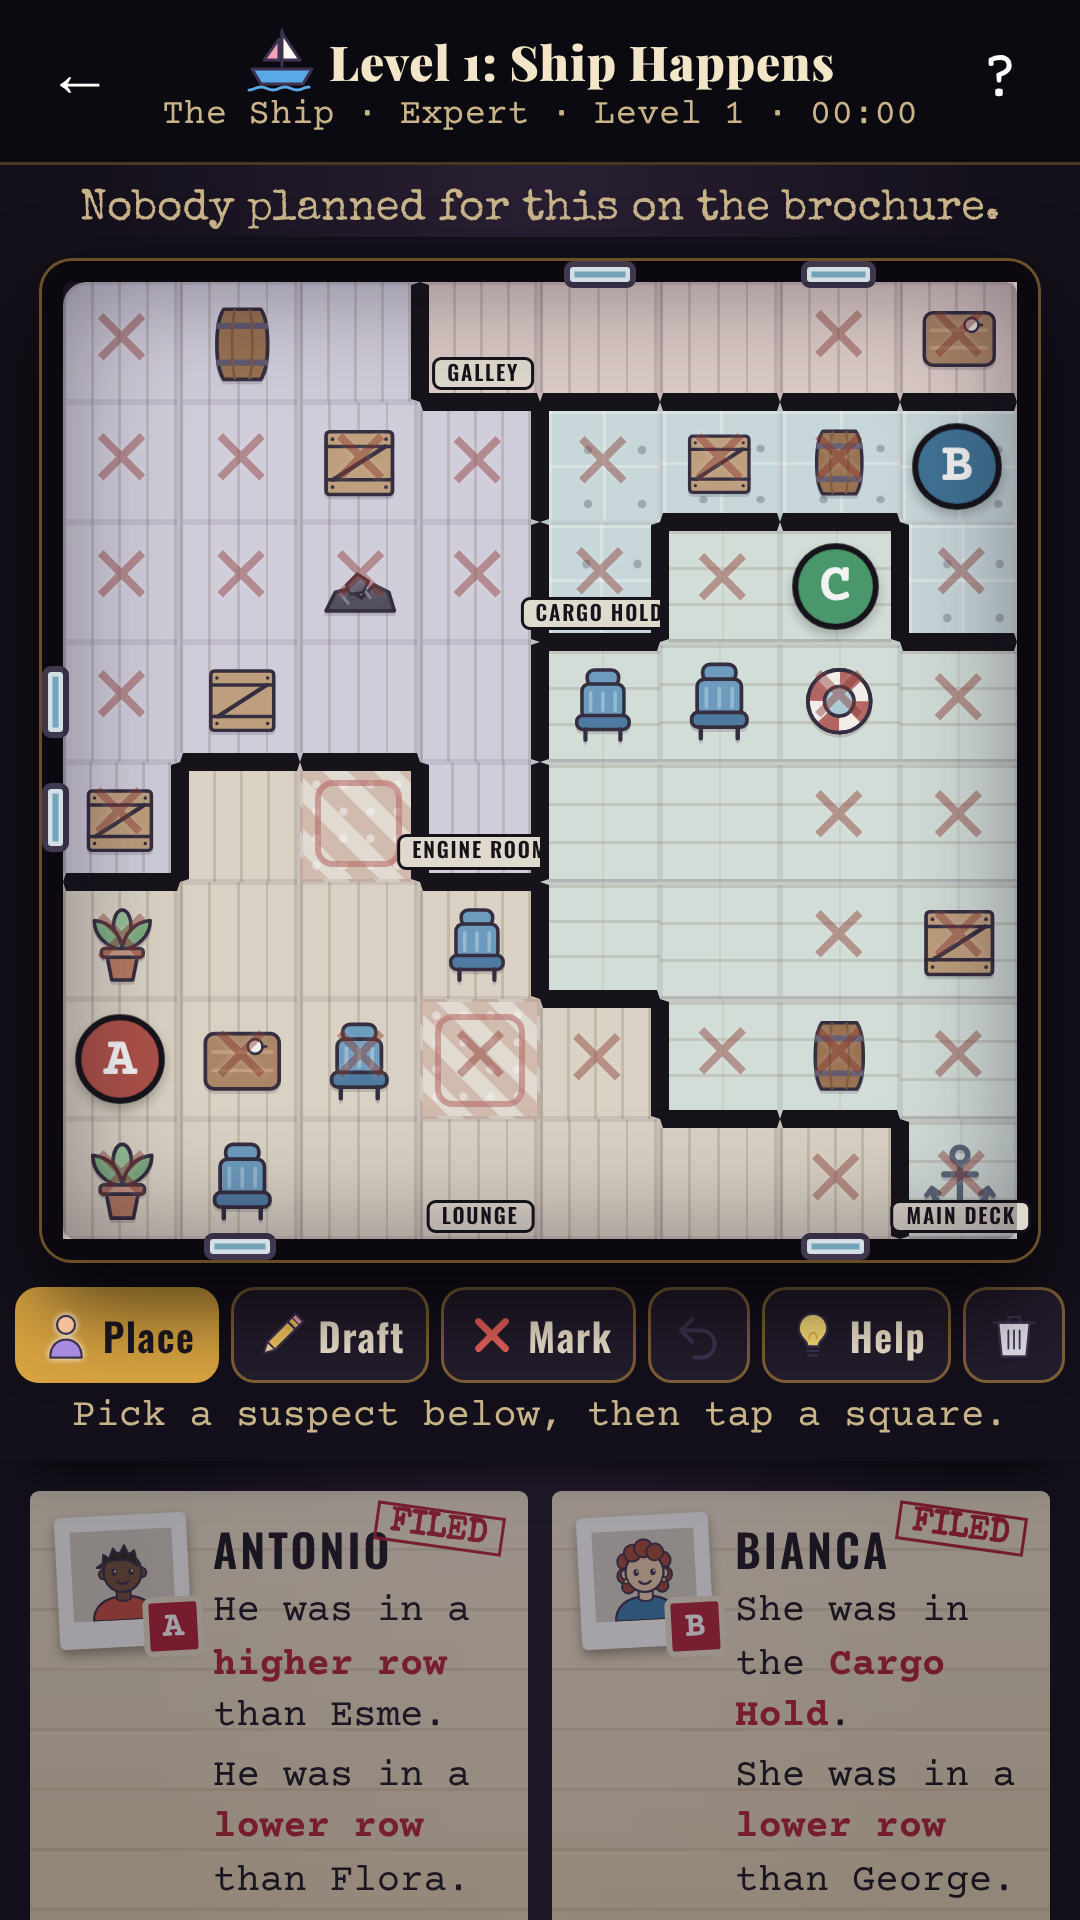 ← Level 1: Ship Happens ?
The Ship · Expert · Level 1 · 00:00
Nobody planned for this on the brochure.
GALLEY
B
C
CARGO HOLD
ENGINE ROOM
A
LOUNGE
MAIN DECK
Place Draft Mark Help
Pick a suspect below, then tap a square.
FILED
ANTONIO
A
He was in a
higher row
than Esme.
He was in a
lower row
than Flora.
FILED
BIANCA
B
She was in
the Cargo
Hold.
She was in a
lower row
than George.